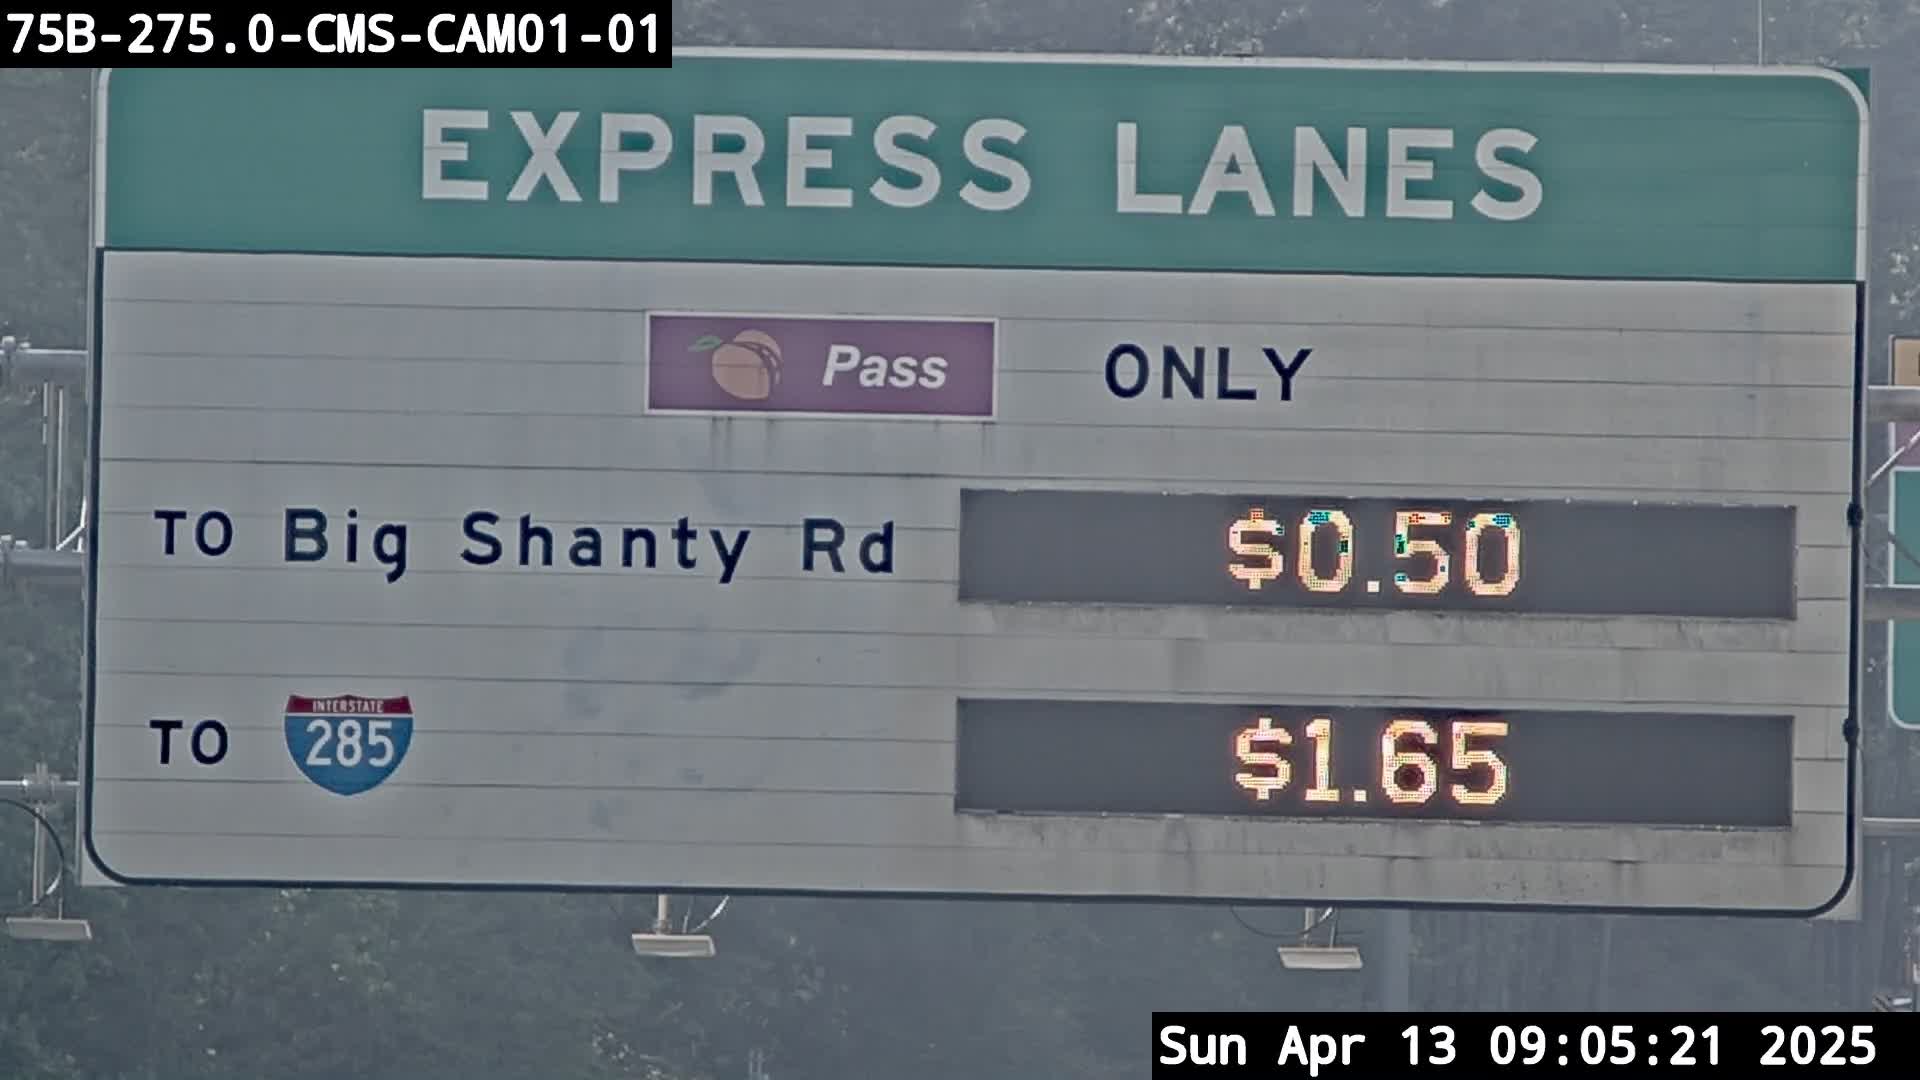 75B-275.0-CMS-CAM01-01
EXPRESS LANES
Pass ONLY
TO Big Shanty Rd $0.50
TO INTERSTATE 285 $1.65
Sun Apr 13 09:05:21 2025